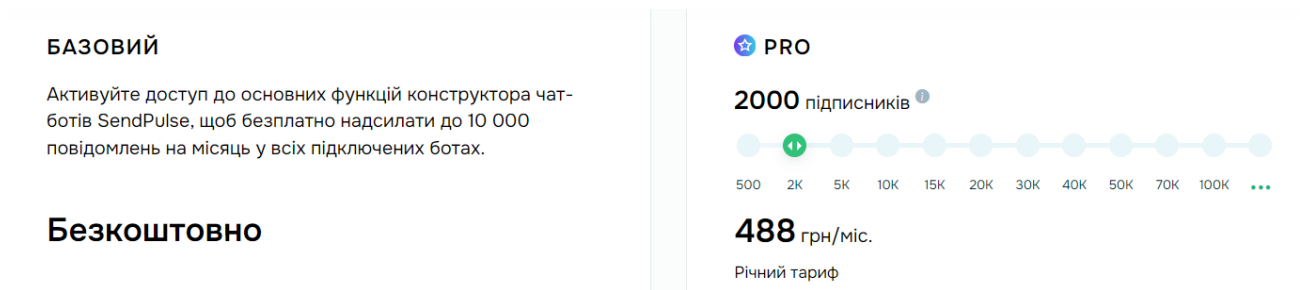 БАЗОВИЙ
Активуйте доступ до основних функцій конструктора чат-
ботів SendPulse, щоб безплатно надсилати до 10 000
повідомлень на місяць у всіх підключених ботах.
Безкоштовно
PRO
2000 підписників
500 2K 5K 10K 15K 20K 30K 40K 50K 70K 100K ...
488 грн/міс.
Річний тариф